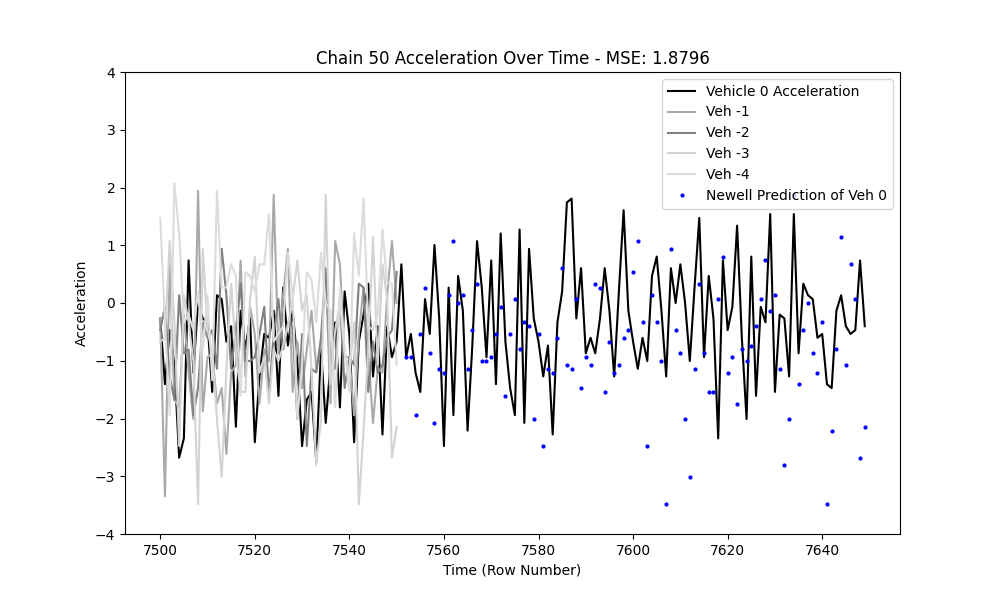 Chain 50 Acceleration Over Time - MSE: 1.8796
Vehicle 0 Acceleration
Veh -1
Veh -2
Veh -3
Veh -4
Newell Prediction of Veh 0
Acceleration
4
3
2
1
0
−1
−2
−3
−4
7500 7520 7540 7560 7580 7600 7620 7640
Time (Row Number)